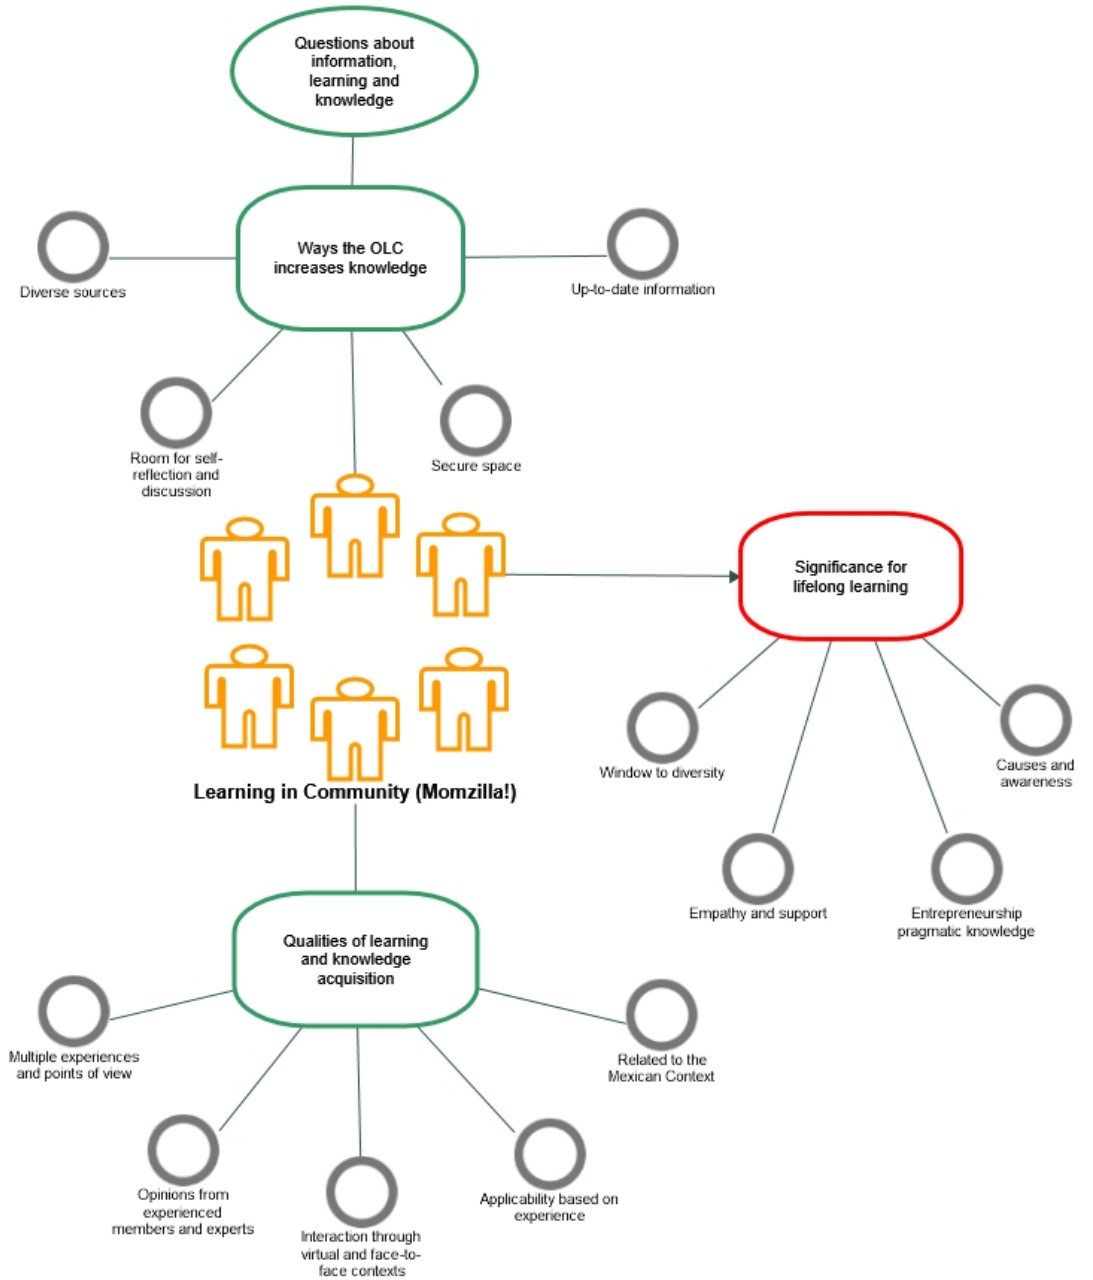 Questions about
information,
learning and
knowledge
Ways the OLC
increases knowledge
Diverse sources
Up-to-date information
Room for self-
reflection and
discussion
Secure space
Significance for
lifelong learning
Window to diversity
Causes and
awareness
Empathy and support
Entrepreneurship
pragmatic knowledge
Learning in Community (Momzilla!)
Qualities of learning
and knowledge
acquisition
Multiple experiences
and points of view
Related to the
Mexican Context
Opinions from
experienced
members and experts
Applicability based on
experience
Interaction through
virtual and face-to-
face contexts